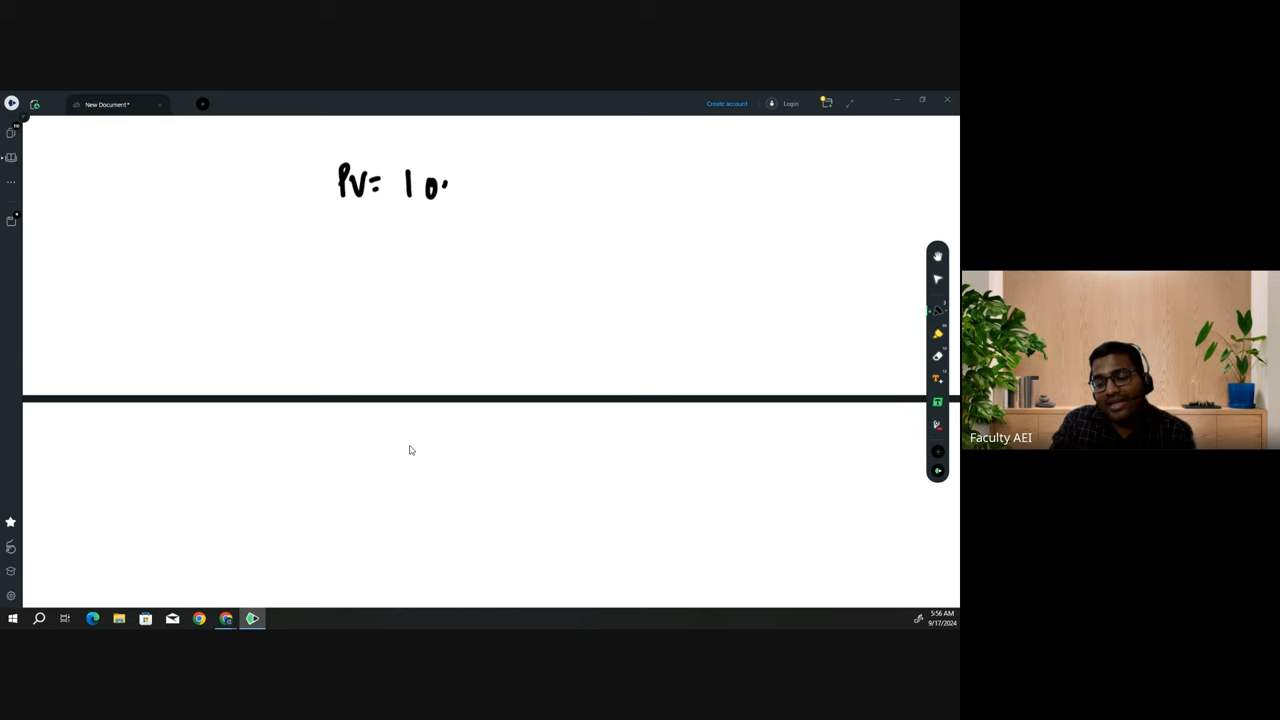 New Document*
Create account
Login
PV= 10.
Faculty AEI
5:56 AM
9/17/2024